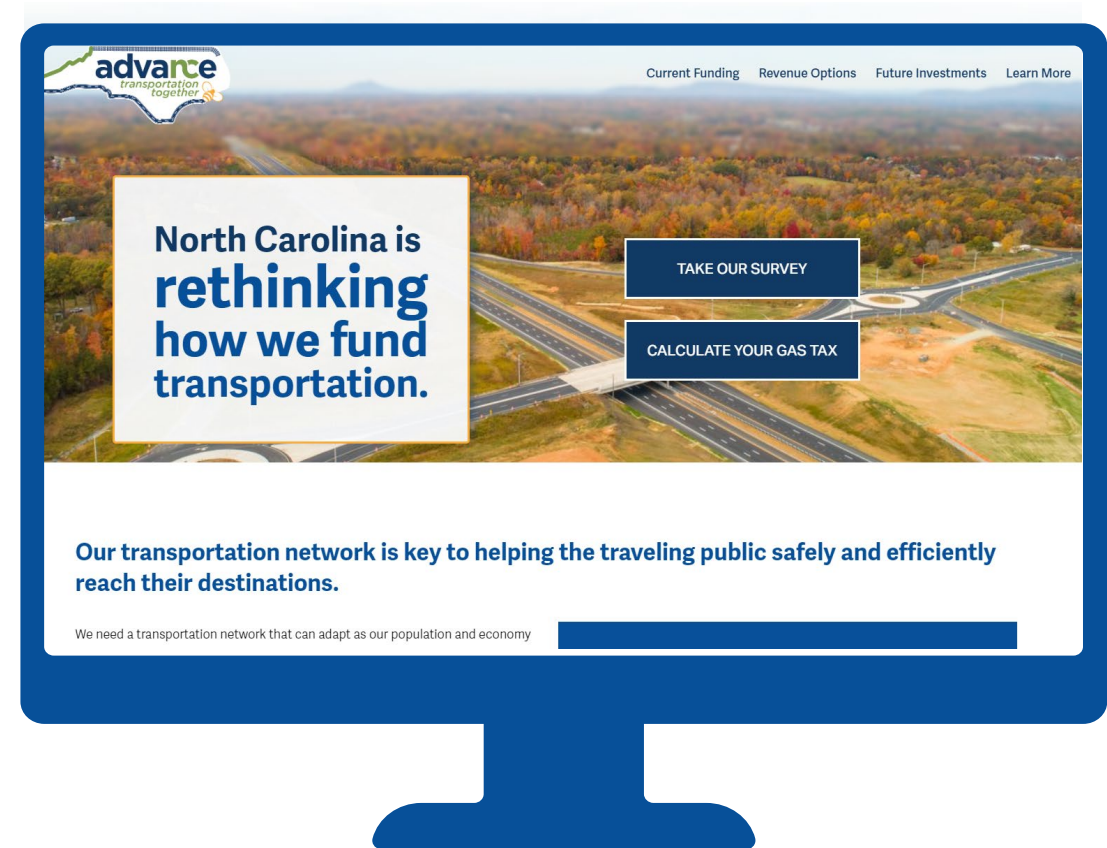 advance
transportation
together
Current Funding Revenue Options Future Investments Learn More
North Carolina is
rethinking
how we fund
transportation.
TAKE OUR SURVEY
CALCULATE YOUR GAS TAX
Our transportation network is key to helping the traveling public safely and efficiently
reach their destinations.
We need a transportation network that can adapt as our population and economy